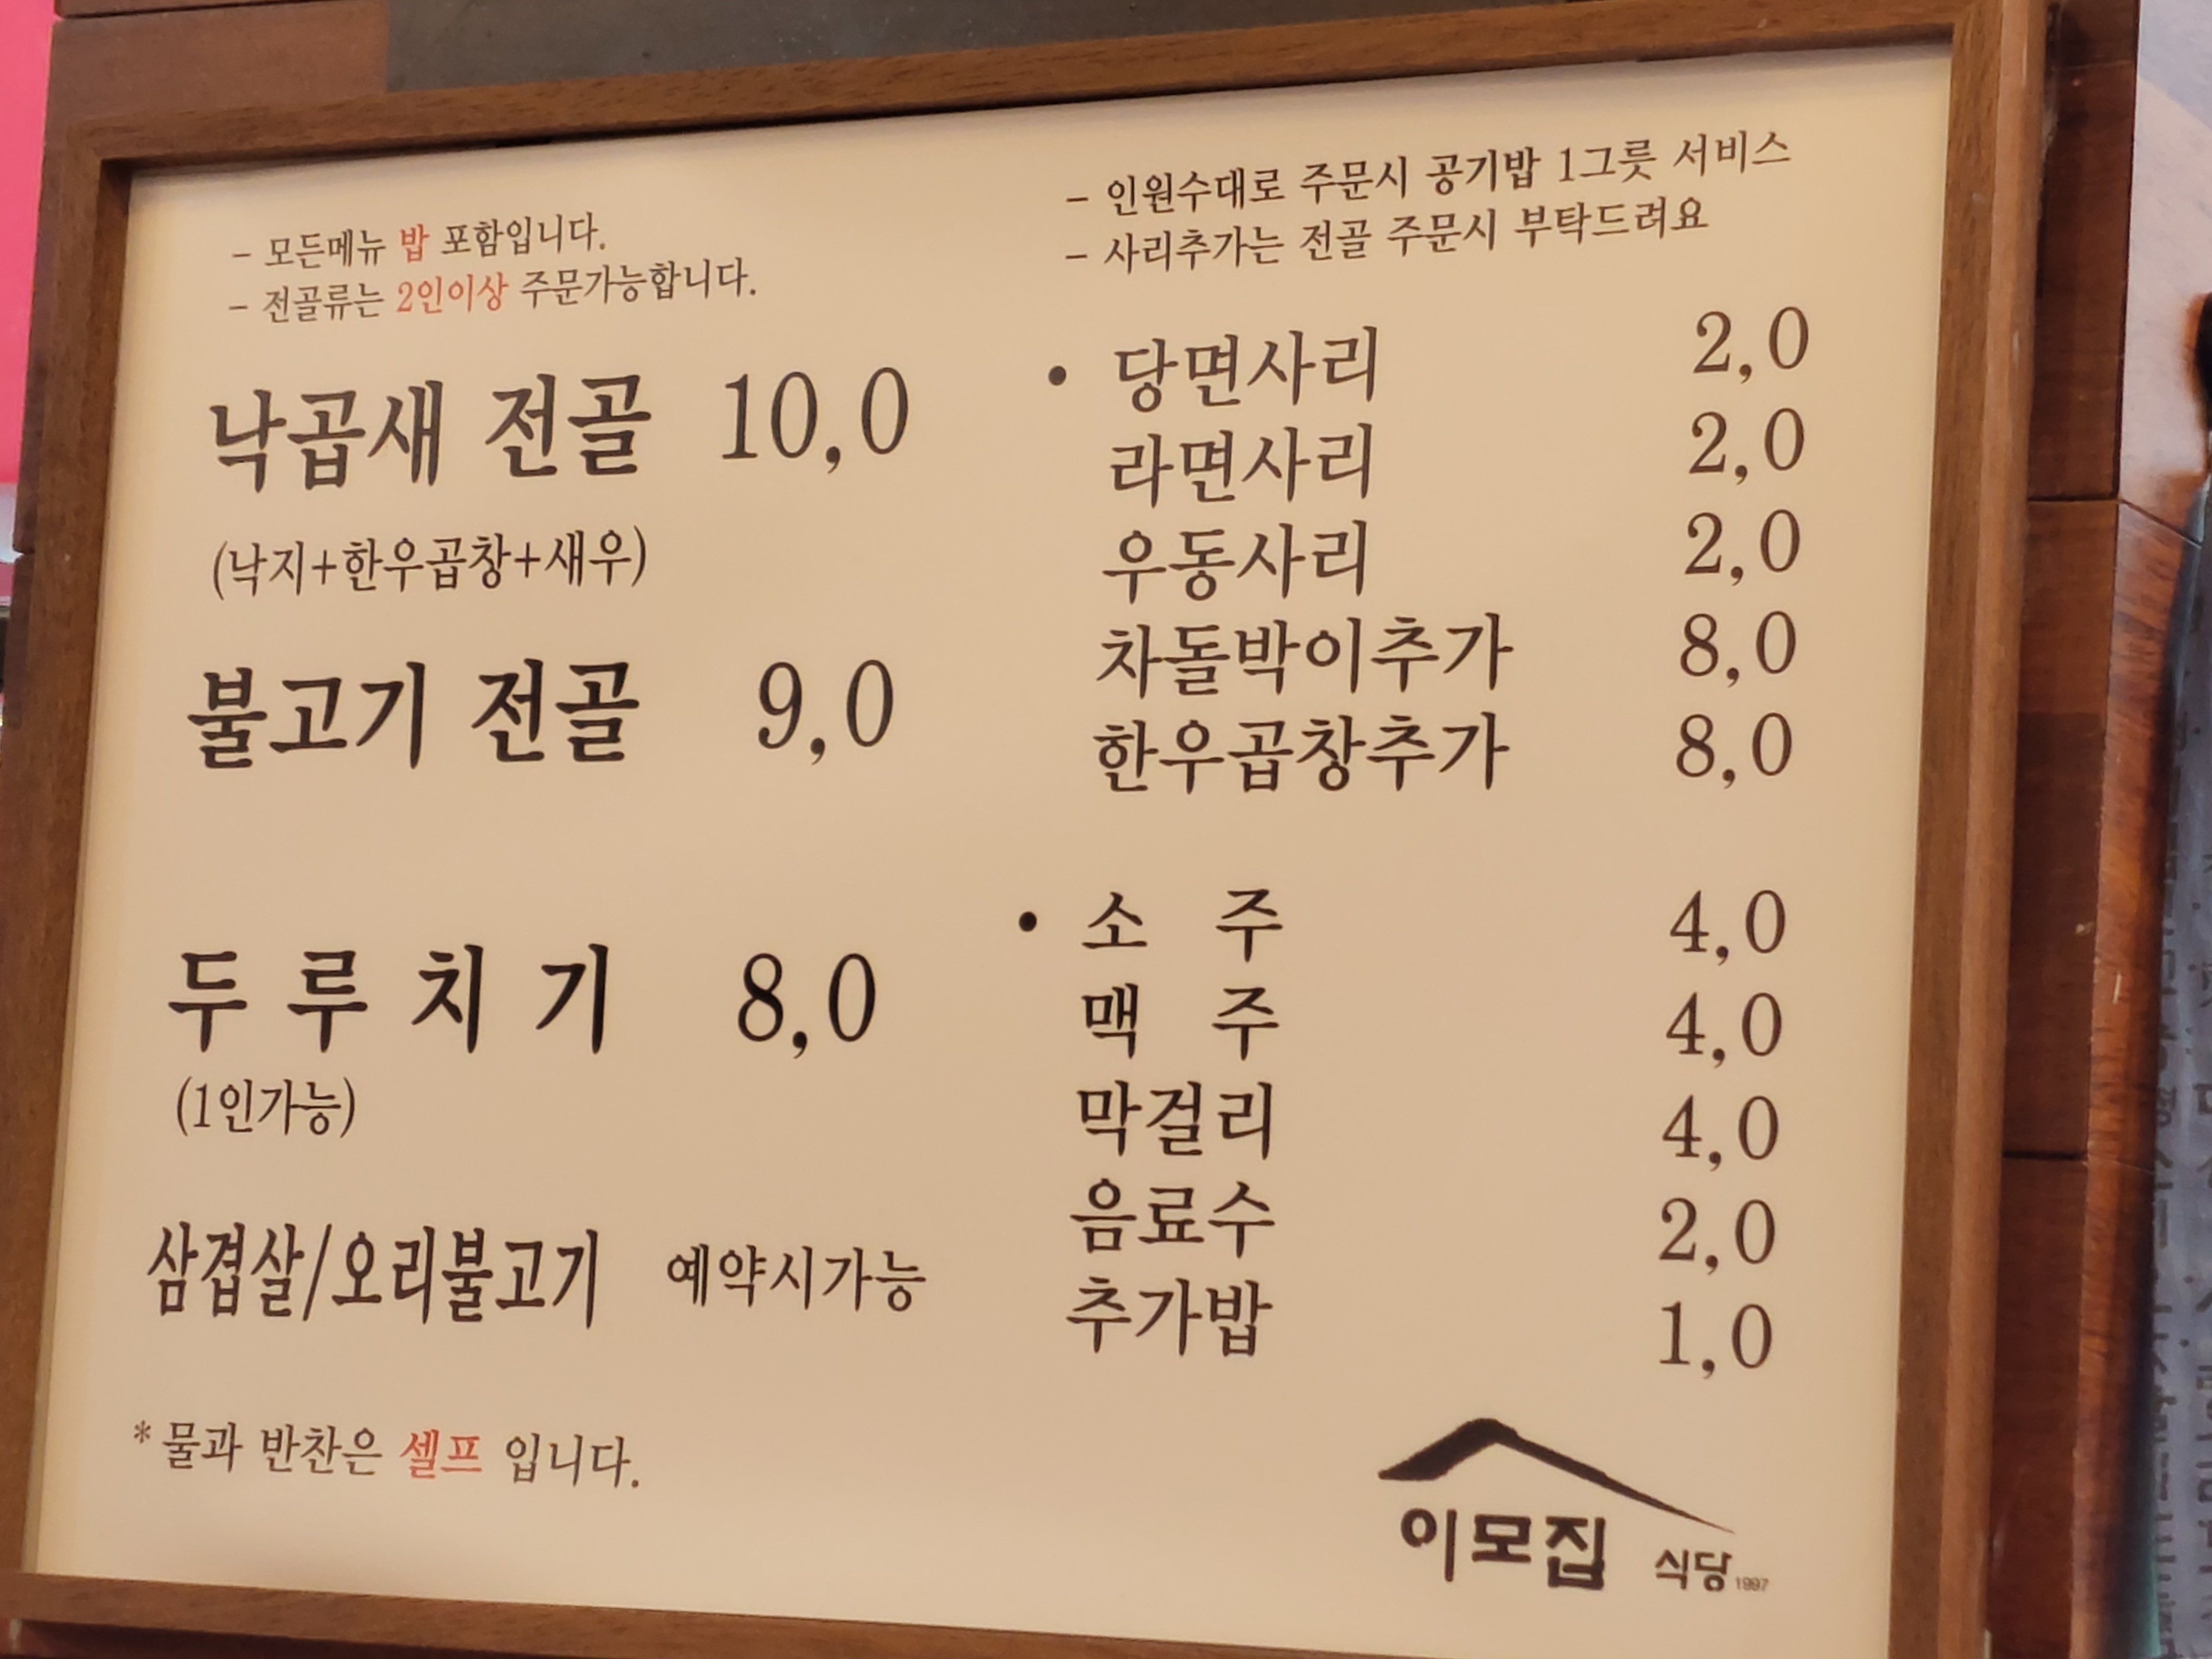 - 모든메뉴 밥 포함입니다.
- 전골류는 2인이상 주문가능합니다.
낙곱새 전골 10,0
(낙지+한우곱창+새우)
불고기 전골 9,0
두 루 치 기 8,0
(1인가능)
삼겹살/오리불고기 예약시가능
* 물과 반찬은 셀프 입니다.
- 인원수대로 주문시 공기밥 1그릇 서비스
- 사리추가는 전골 주문시 부탁드려요
• 당면사리 2,0
라면사리 2,0
우동사리 2,0
차돌박이추가 8,0
한우곱창추가 8,0
• 소 주 4,0
맥 주 4,0
막걸리 4,0
음료수 2,0
추가밥 1,0
이모집 식당 1997